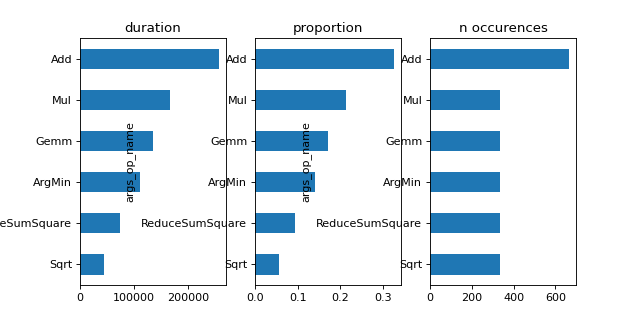 duration
proportion
n occurences
Add
Mul
Gemm
ArgMin
eSumSquare
Sqrt
args_op_name
0
100000
200000
Add
Mul
Gemm
ArgMin
ReduceSumSquare
Sqrt
args_op_name
0.0
0.1
0.2
0.3
Add
Mul
Gemm
ArgMin
ReduceSumSquare
Sqrt
0
200
400
600